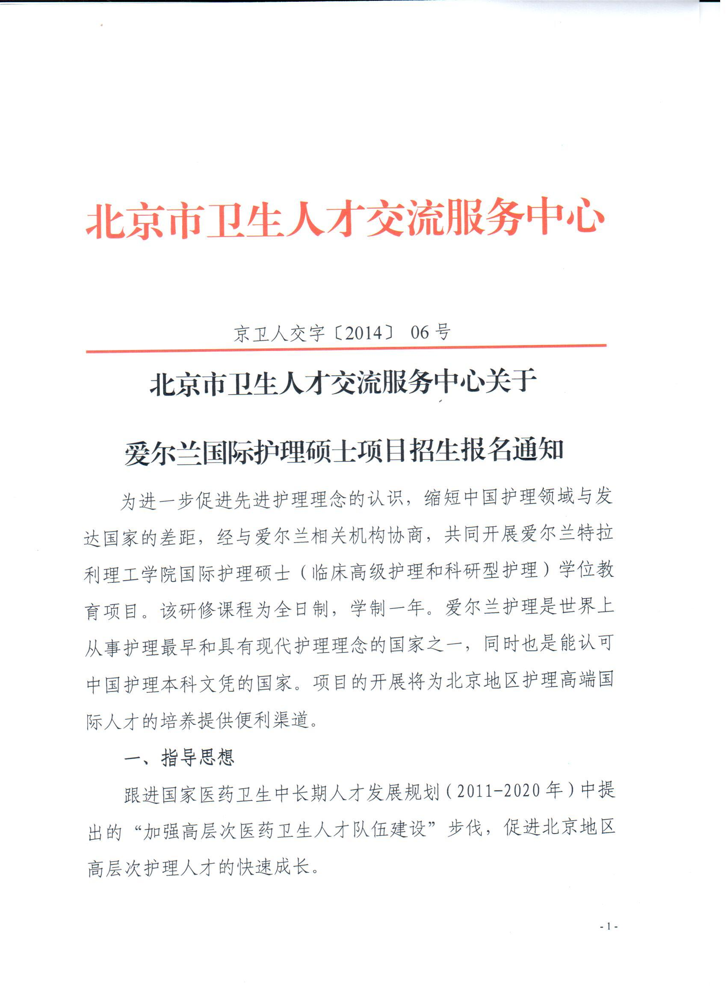 北京市卫生人才交流服务中心
京卫人交字〔2014〕 06 号
北京市卫生人才交流服务中心关于
爱尔兰国际护理硕士项目招生报名通知
为进一步促进先进护理理念的认识，缩短中国护理领域与发
达国家的差距，经与爱尔兰相关机构协商，共同开展爱尔兰特拉
利理工学院国际护理硕士（临床高级护理和科研型护理）学位教
育项目。该研修课程为全日制，学制一年。爱尔兰护理是世界上
从事护理最早和具有现代护理理念的国家之一，同时也是能认可
中国护理本科文凭的国家。项目的开展将为北京地区护理高端国
际人才的培养提供便利渠道。
一、指导思想
跟进国家医药卫生中长期人才发展规划（2011-2020 年）中提
出的“加强高层次医药卫生人才队伍建设”步伐，促进北京地区
高层次护理人才的快速成长。
- 1 -